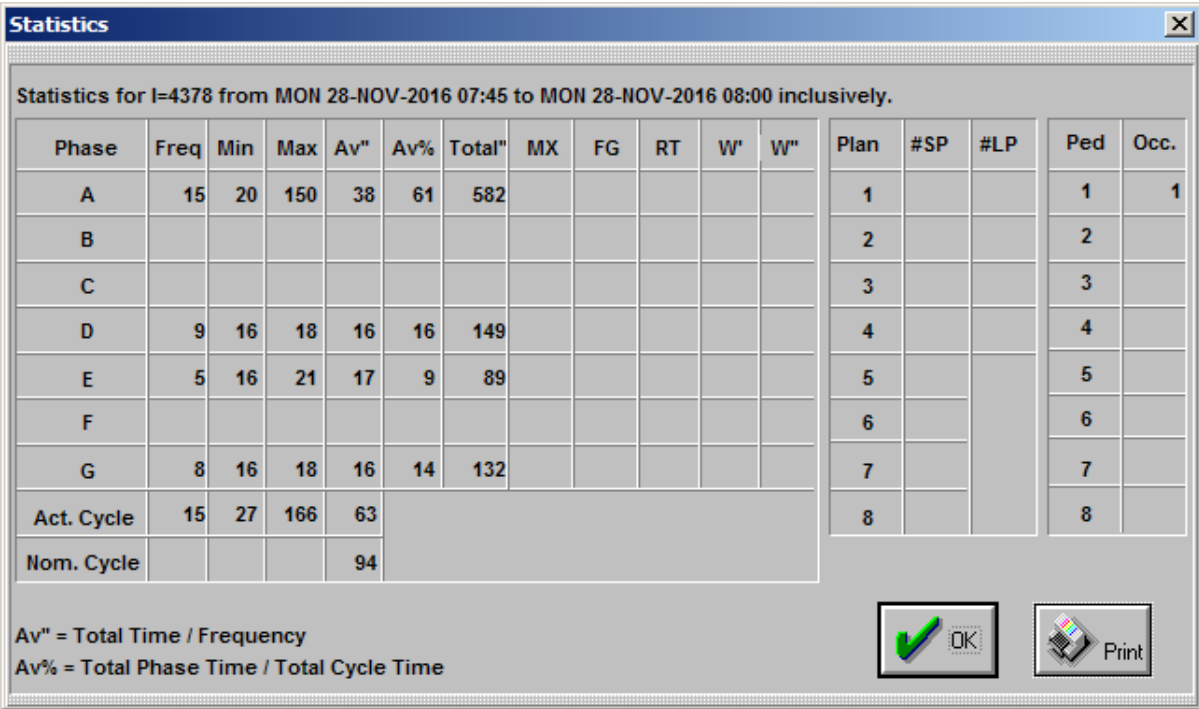 Statistics
Statistics for I=4378 from MON 28-NOV-2016 07:45 to MON 28-NOV-2016 08:00 inclusively.
Phase Freq Min Max Av" Av% Total" MX FG RT W' W" Plan #SP #LP Ped Occ.
A 15 20 150 38 61 582 1 1 1
B 2 2
C 3 3
D 9 16 18 16 16 149 4 4
E 5 16 21 17 9 89 5 5
F 6 6
G 8 16 18 16 14 132 7 7
Act. Cycle 15 27 166 63 8 8
Nom. Cycle 94
Av" = Total Time / Frequency
Av% = Total Phase Time / Total Cycle Time
OK Print